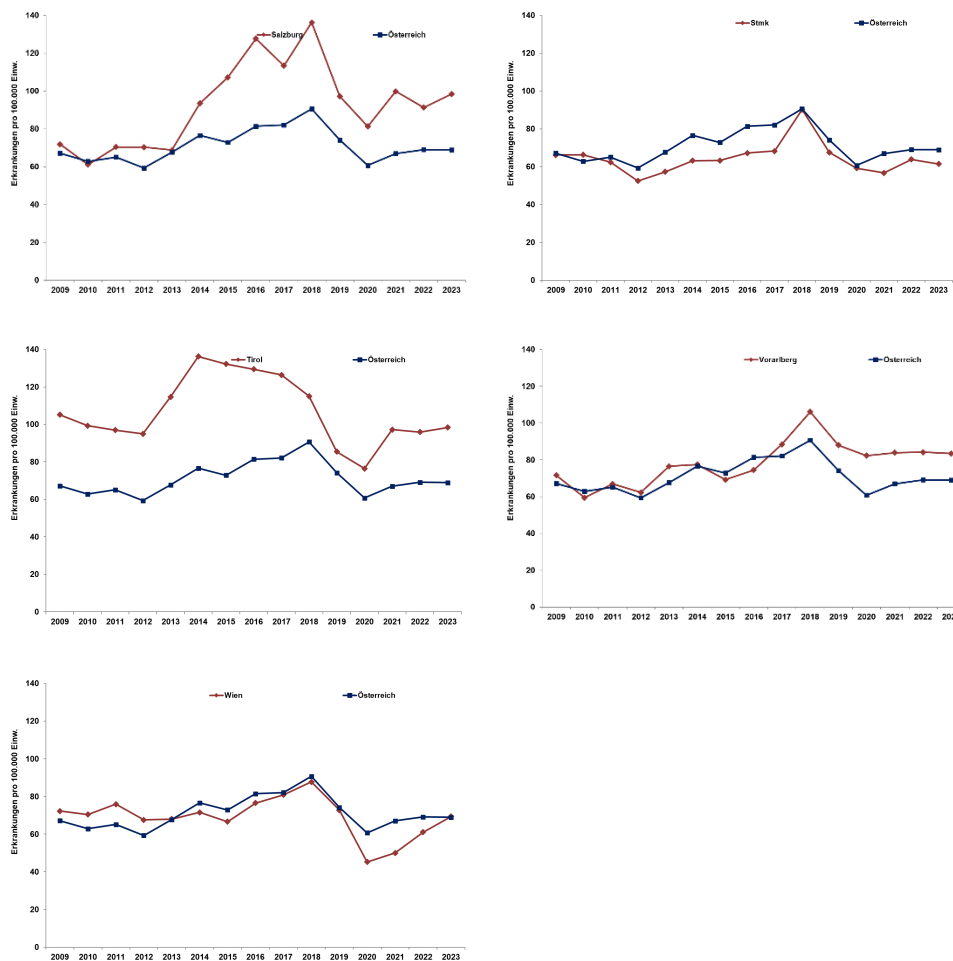 Erkrankungen pro 100.000 Einw.
140
120
100
80
60
40
20
0
Salzburg Österreich
2009 2010 2011 2012 2013 2014 2015 2016 2017 2018 2019 2020 2021 2022 2023
Erkrankungen pro 100.000 Einw.
140
120
100
80
60
40
20
0
Stmk Österreich
2009 2010 2011 2012 2013 2014 2015 2016 2017 2018 2019 2020 2021 2022 2023
Erkrankungen pro 100.000 Einw.
140
120
100
80
60
40
20
0
Tirol Österreich
2009 2010 2011 2012 2013 2014 2015 2016 2017 2018 2019 2020 2021 2022 2023
Erkrankungen pro 100.000 Einw.
140
120
100
80
60
40
20
0
Vorarlberg Österreich
2009 2010 2011 2012 2013 2014 2015 2016 2017 2018 2019 2020 2021 2022 202
Erkrankungen pro 100.000 Einw.
140
120
100
80
60
40
20
0
Wien Österreich
2009 2010 2011 2012 2013 2014 2015 2016 2017 2018 2019 2020 2021 2022 2023